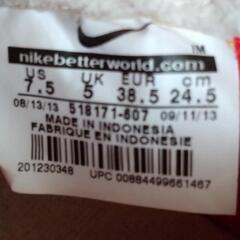 TM
nikebetterworld.com
US UK EUR cm
7.5 5 38.5 24.5
08/13/13 518171-607 09/11/13
MADE IN INDONESIA
FABRIQUE EN INDONESIE
201230348 UPC 00884499661467